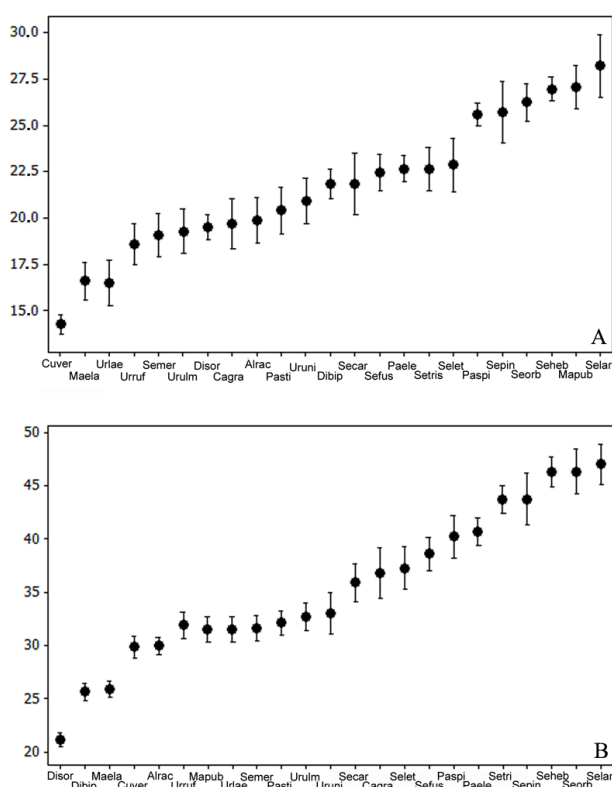 30.0
27.5
25.0
22.5
20.0
17.5
15.0
A
Cuver Urlae Semer Disor Alrac Uruni Secar Paele Selet Sepin Seheb Selar
Maela Urruf Urulm Cagra Pasti Dibip Sefus Setris Paspi Seorb Mapub
50
45
40
35
30
25
20
B
Disor Maela Alrac Mapub Semer Urulm Secar Selet Paspi Setri Seheb Selar
Dibip Cuver Urruf Urlae Pasti Uruni Cagra Sefus Paele Sepin Seorb